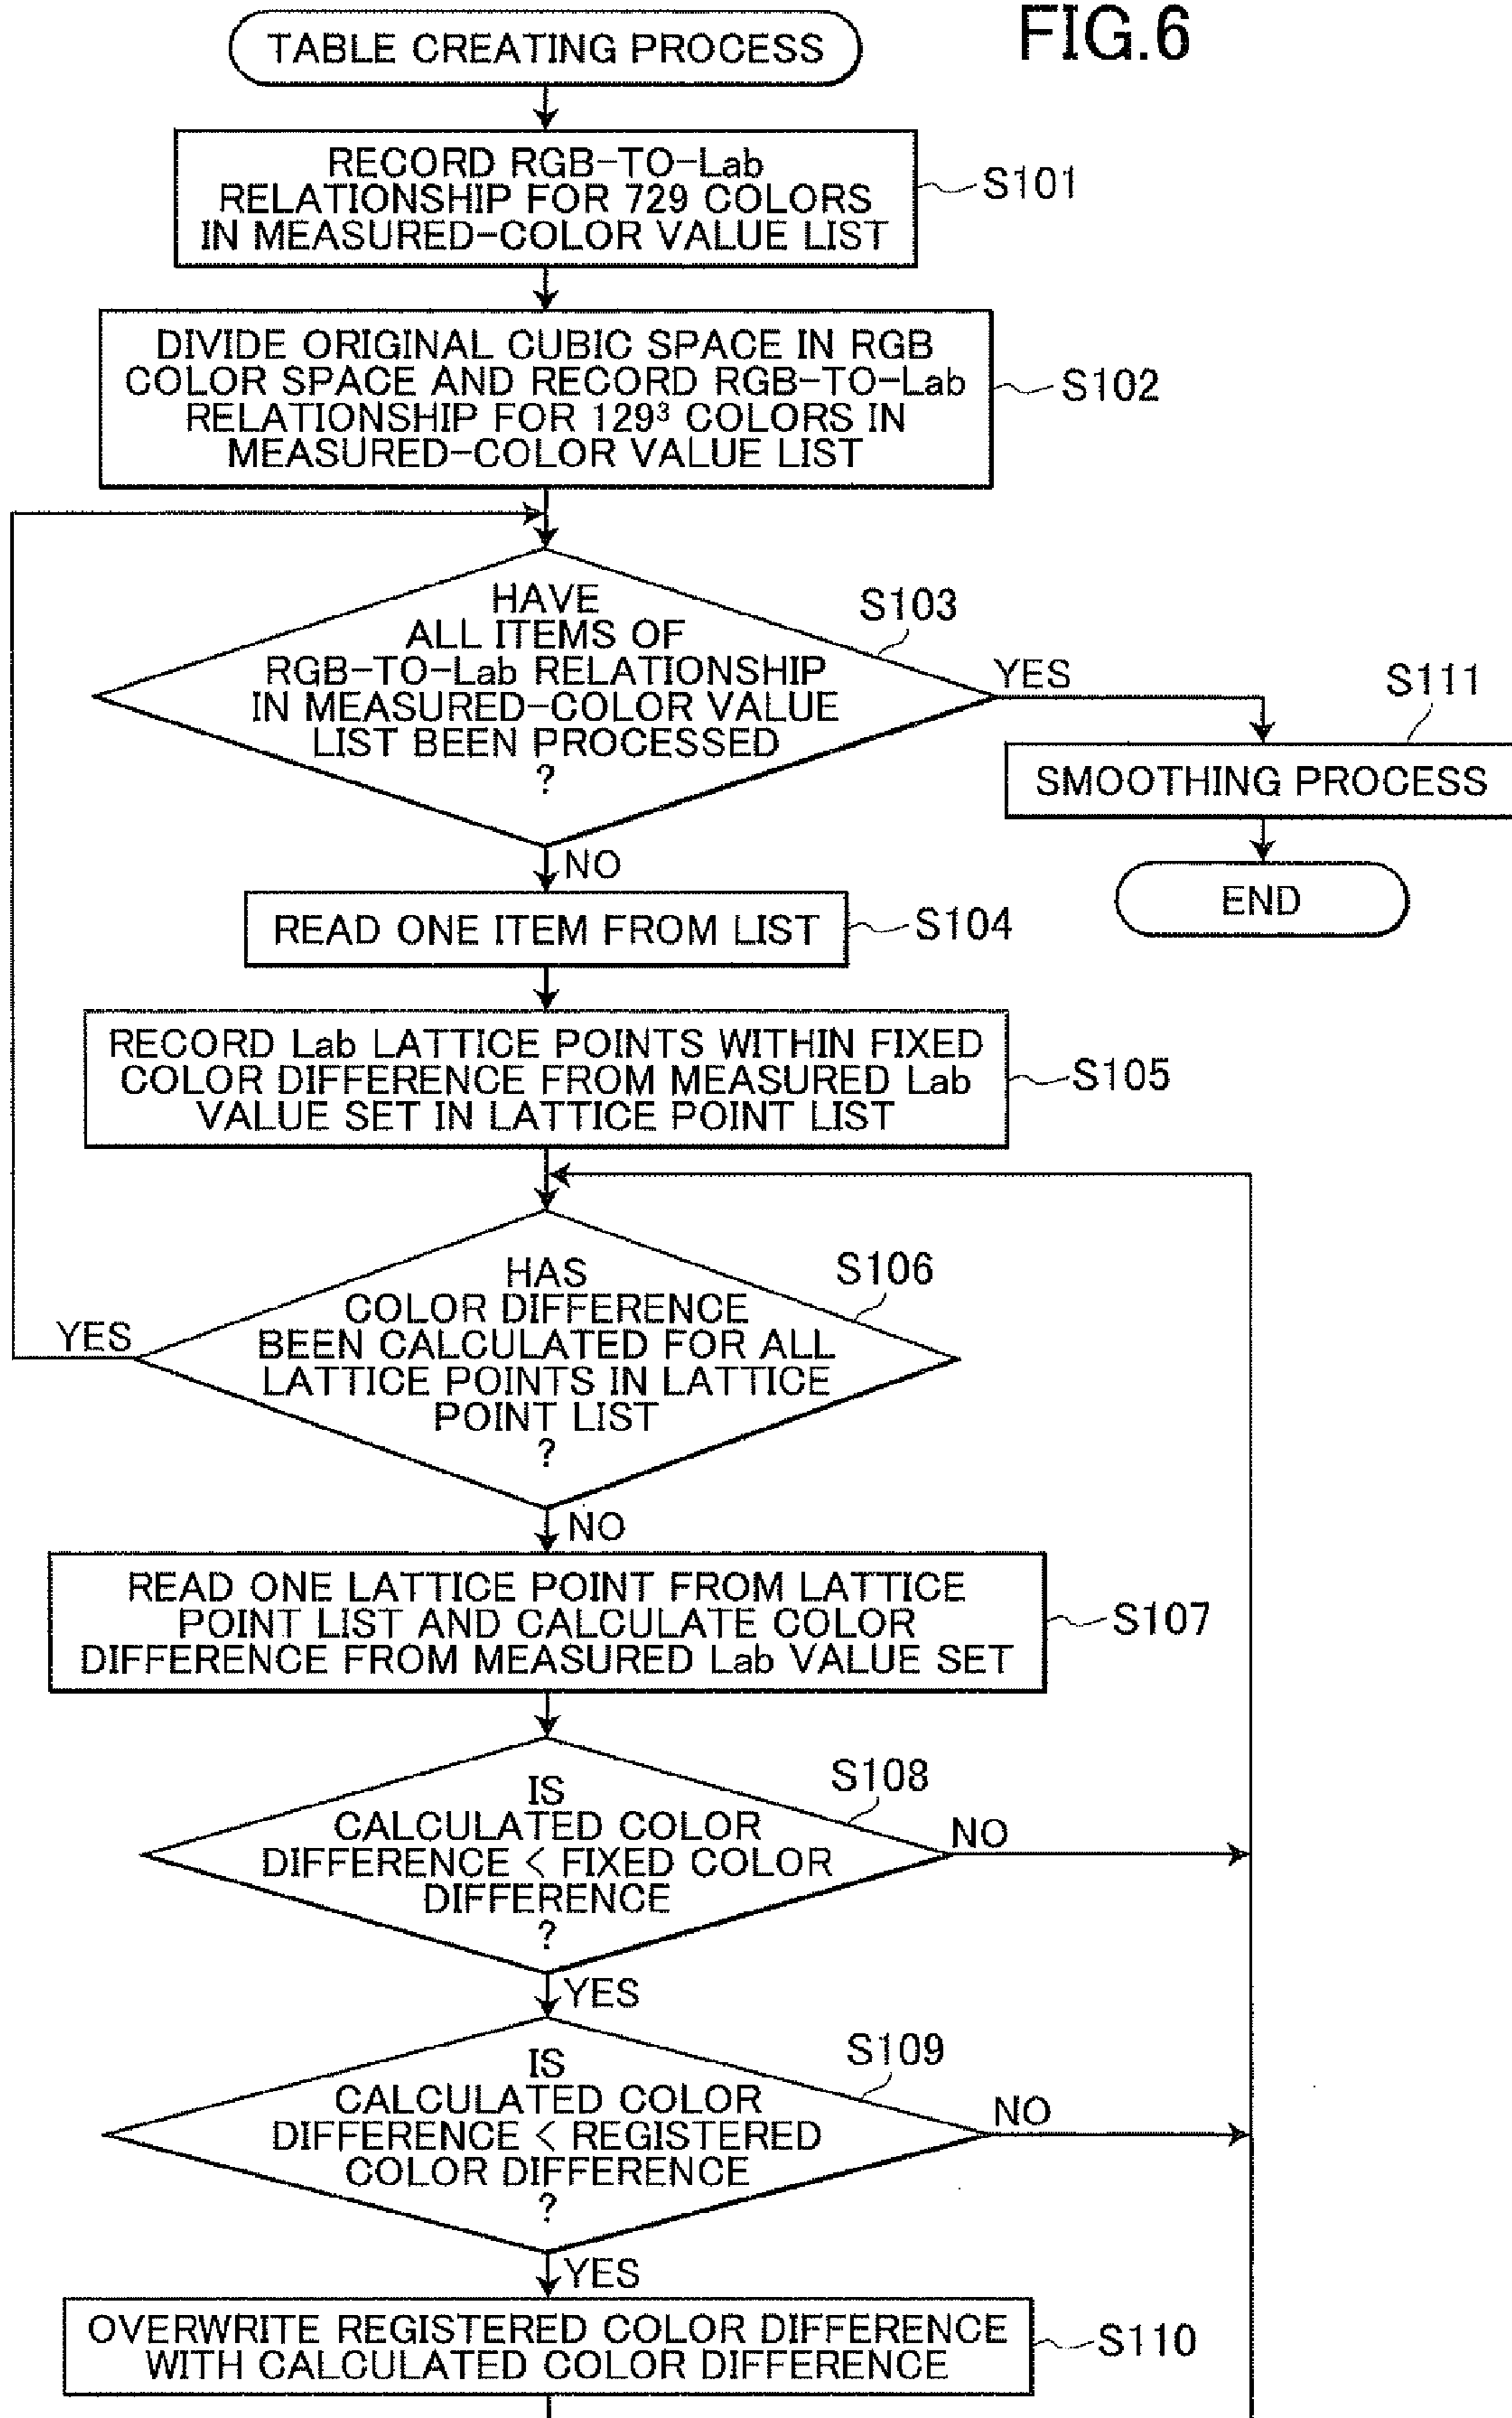 FIG.6
TABLE CREATING PROCESS
RECORD RGB-TO-Lab
RELATIONSHIP FOR 729 COLORS
IN MEASURED-COLOR VALUE LIST
S101
DIVIDE ORIGINAL CUBIC SPACE IN RGB
COLOR SPACE AND RECORD RGB-TO-Lab
RELATIONSHIP FOR 129³ COLORS IN
MEASURED-COLOR VALUE LIST
S102
HAVE
ALL ITEMS OF
RGB-TO-Lab RELATIONSHIP
IN MEASURED-COLOR VALUE
LIST BEEN PROCESSED
?
S103
YES
S111
SMOOTHING PROCESS
END
NO
READ ONE ITEM FROM LIST
S104
RECORD Lab LATTICE POINTS WITHIN FIXED
COLOR DIFFERENCE FROM MEASURED Lab
VALUE SET IN LATTICE POINT LIST
S105
HAS
COLOR DIFFERENCE
BEEN CALCULATED FOR ALL
LATTICE POINTS IN LATTICE
POINT LIST
?
S106
YES
NO
READ ONE LATTICE POINT FROM LATTICE
POINT LIST AND CALCULATE COLOR
DIFFERENCE FROM MEASURED Lab VALUE SET
S107
IS
CALCULATED COLOR
DIFFERENCE < FIXED COLOR
DIFFERENCE
?
S108
NO
YES
IS
CALCULATED COLOR
DIFFERENCE < REGISTERED
COLOR DIFFERENCE
?
S109
NO
YES
OVERWRITE REGISTERED COLOR DIFFERENCE
WITH CALCULATED COLOR DIFFERENCE
S110